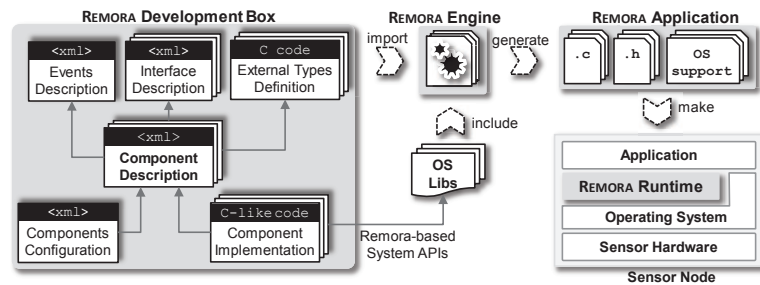 REMORA Development Box
<xml>
Events
Description
<xml>
Interface
Description
C code
External Types
Definition
<xml>
Component
Description
<xml>
Components
Configuration
C-like code
Component
Implementation
REMORA Engine
import
generate
include
OS
Libs
Remora-based
System APIs
REMORA Application
.c
.h
OS
support
make
Application
REMORA Runtime
Operating System
Sensor Hardware
Sensor Node